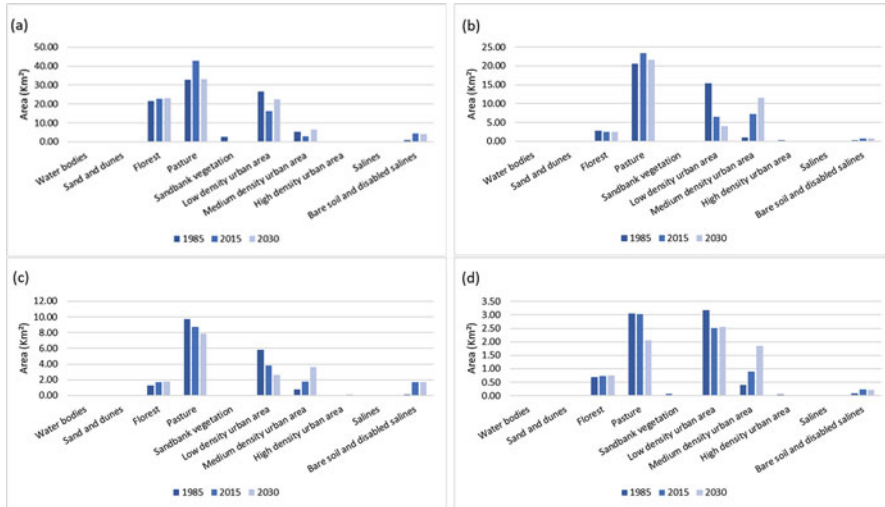 (a)
Area (Km²)
50.00
40.00
30.00
20.00
10.00
0.00
Water bodies
Sand and dunes
Florest
Pasture
Sandbank vegetation
Low density urban area
Medium density urban area
High density urban area
Salines
Bare soil and disabled salines
1985 2015 2030
(b)
Area (Km²)
25.00
20.00
15.00
10.00
5.00
0.00
Water bodies
Sand and dunes
Florest
Pasture
Sandbank vegetation
Low density urban area
Medium density urban area
High density urban area
Salines
Bare soil and disabled salines
1985 2015 2030
(c)
Area (Km²)
12.00
10.00
8.00
6.00
4.00
2.00
0.00
Water bodies
Sand and dunes
Florest
Pasture
Sandbank vegetation
Low density urban area
Medium density urban area
High density urban area
Salines
Bare soil and disabled salines
1985 2015 2030
(d)
Area (Km²)
3.50
3.00
2.50
2.00
1.50
1.00
0.50
0.00
Water bodies
Sand and dunes
Florest
Pasture
Sandbank vegetation
Low density urban area
Medium density urban area
High density urban area
Salines
Bare soil and disabled salines
1985 2015 2030